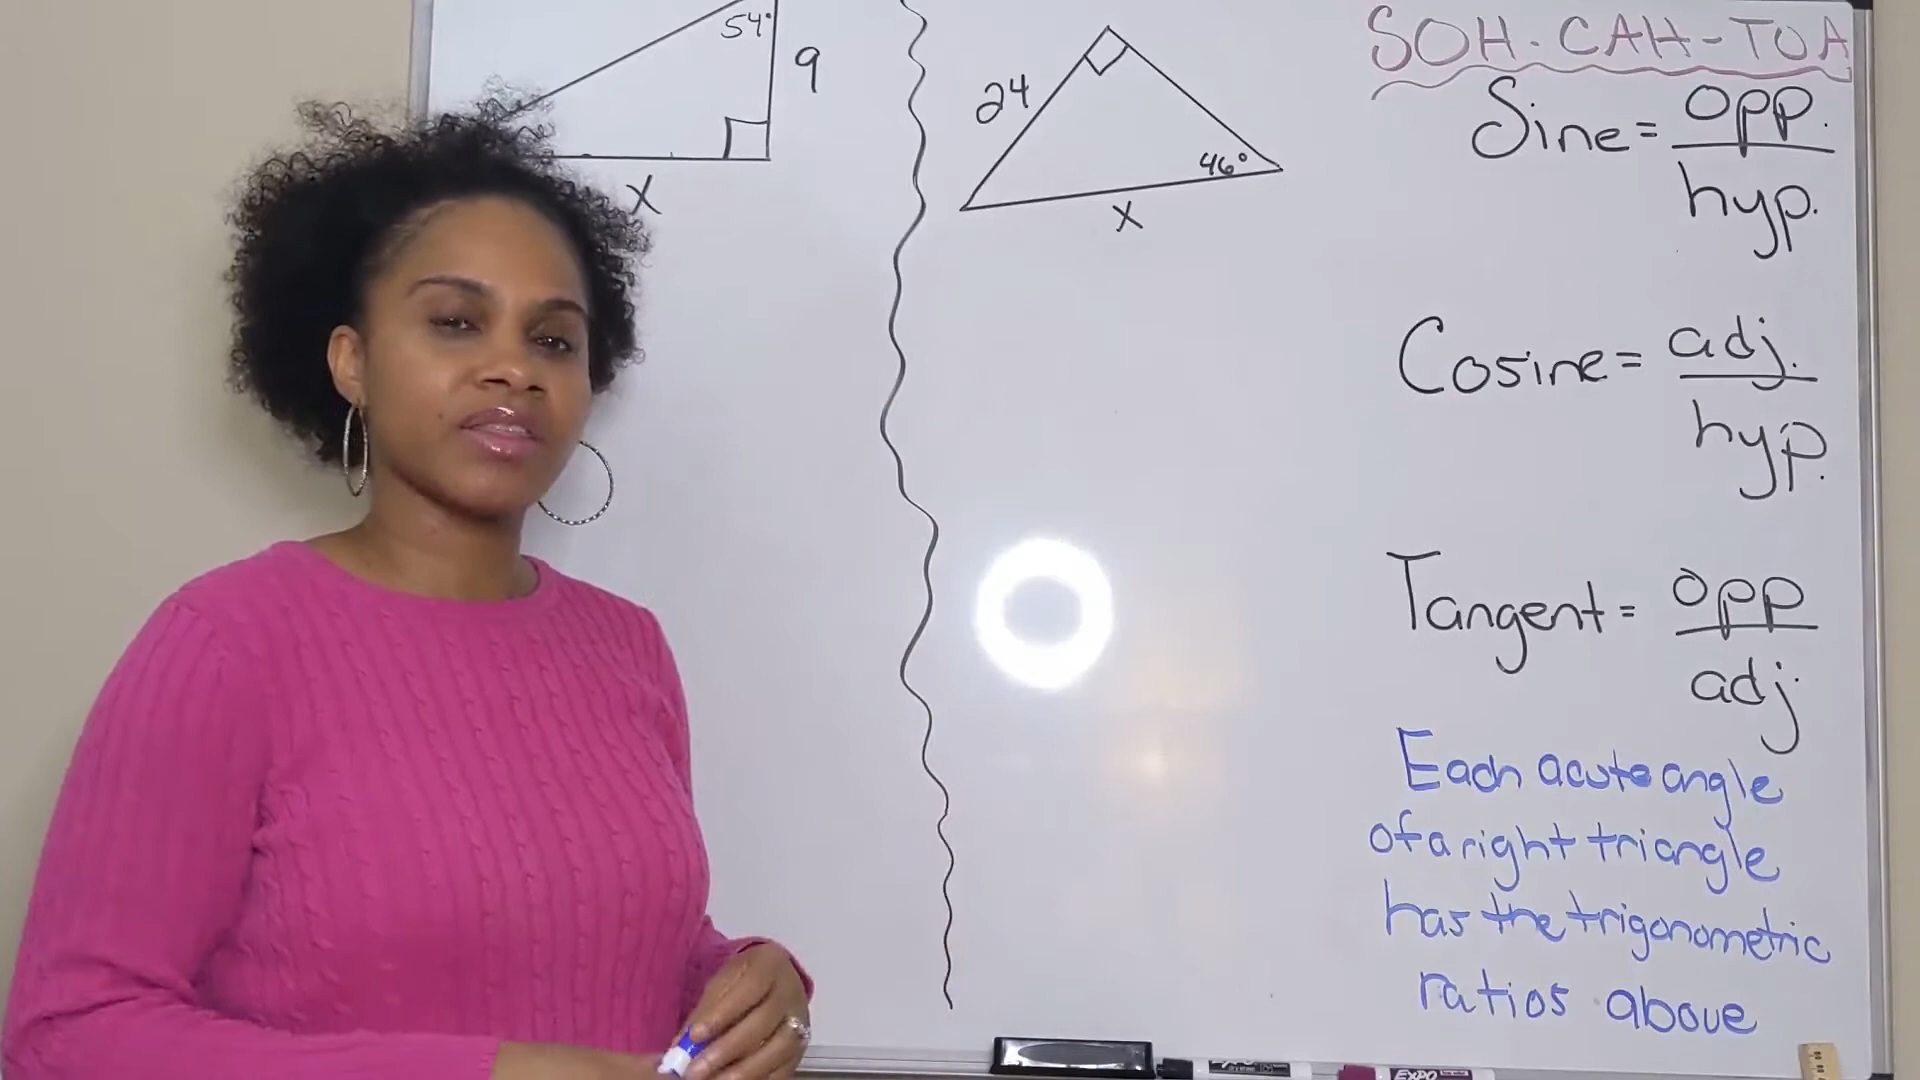 54°
9
X
24
46°
X
SOH-CAH-TOA
Sine = opp.
hyp.
Cosine = adj.
hyp.
Tangent = opp
adj
Each acute angle
of a right triangle
has the trigonometric
ratios above
EXPO
EXPO